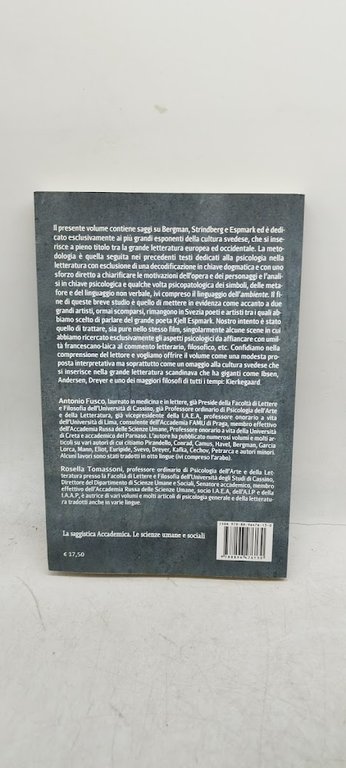 Il presente volume contiene saggi su Bergman, Strindberg e Espmark ed è de-
dicato esclusivamente ai più grandi esponenti della cultura svedese, che si inse-
risce a pieno titolo tra la grande letteratura europea ed occidentale. La meto-
dologia è quella seguita nei precedenti testi dedicati alla psicologia nella
letteratura con esclusione di una decodificazione in chiave dogmatica e con uno
sforzo diretto a chiarificare le motivazioni dell'opera e dei personaggi e l'anali-
si in chiave psicologica e qualche volta psicopatologica dei simboli, delle meta-
fore e del linguaggio non verbale, ivi compreso il linguaggio dell'ambiente. Il fi-
ne di queste breve studio è quello di mettere in evidenza come accanto a due
grandi artisti, ormai scomparsi, rimangono in Svezia poeti e artisti tra i quali
abbiamo scelto di parlare del grande poeta Kjell Espmark. Nostro intento è stato
quello di trattare, sia pure nello stesso film, singolarmente alcune scene in cui
abbiamo ricercato esclusivamente gli aspetti psicologici da affiancare con umil-
tà francescano-laica al commento letterario, filosofico, etc. Confidiamo nella
comprensione del lettore e vogliamo offrire il volume come una modesta pro-
posta interpretativa ma soprattutto come un omaggio alla cultura svedese che
si inserisce nella grande letteratura scandinava che ha giganti come Ibsen,
Andersen, Dreyer e uno dei maggiori filosofi di tutti i tempi: Kierkegaard
Antonio Fusco, laureato in medicina e in lettere, già Preside della Facoltà di Lettere
e Filosofia dell'Università di Cassino, già Professore ordinario di Psicologia dell'Arte
e della Letteratura, già vicepresidente della I.A.E.A, professore onorario a vita
dell'Università di Lima, consulente dell'Accademia FAMU di Praga, membro effettivo
dell'Accademia Russa delle Scienze Umane, Professore onorario a vita della Università
di Creta e accademico del Parnaso. L'autore ha pubblicato numerosi volumi e molti arti-
coli su vari autori di cui citiamo Pirandello, Conrad, Camus, Havel, Bergman, Garcia
Lorca, Mann, Eliot, Euripide, Svevo, Dreyer, Kafka, Cechov, Petrarca e autori minori.
Alcuni lavori sono stati tradotti in otto lingue (ivi compreso l'arabo).
Rosella Tomassoni, professore ordinario di Psicologia dell'Arte e della Let-
teratura presso la Facoltà di Lettere e Filosofia dell'Università degli Studi di Cassino,
Direttore del Dipartimento di Scienze Umane e Sociali, Senatore accademico, membro
effettivo dell'Accademia Russa delle Scienze Umane, socio I.A.E.A, dell'A.I.P e della
I.A.A.P, è autrice di vari volumi e molti articoli di psicologia generale e della letteratu-
ra tradotti anche in varie lingue.
La saggistica Accademica. Le scienze umane e sociali
€ 17,50